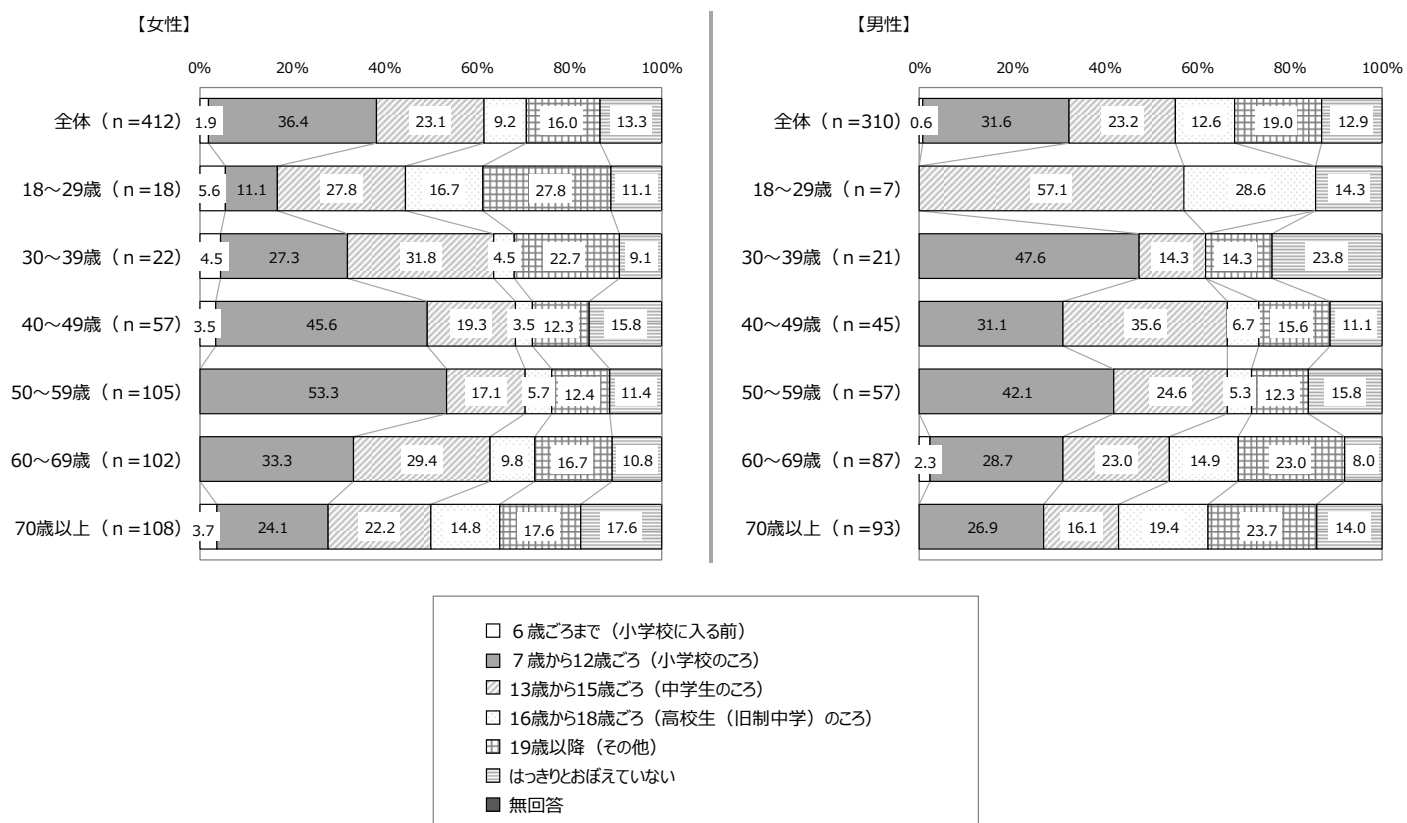 【女性】
0% 20% 40% 60% 80% 100%
全体（ｎ=412） 1.9 36.4 23.1 9.2 16.0 13.3
18～29歳（ｎ=18） 5.6 11.1 27.8 16.7 27.8 11.1
30～39歳（ｎ=22） 4.5 27.3 31.8 4.5 22.7 9.1
40～49歳（ｎ=57） 3.5 45.6 19.3 3.5 12.3 15.8
50～59歳（ｎ=105） 53.3 17.1 5.7 12.4 11.4
60～69歳（ｎ=102） 33.3 29.4 9.8 16.7 10.8
70歳以上（ｎ=108） 3.7 24.1 22.2 14.8 17.6 17.6
【男性】
0% 20% 40% 60% 80% 100%
全体（ｎ=310） 0.6 31.6 23.2 12.6 19.0 12.9
18～29歳（ｎ=7） 57.1 28.6 14.3
30～39歳（ｎ=21） 47.6 14.3 14.3 23.8
40～49歳（ｎ=45） 31.1 35.6 6.7 15.6 11.1
50～59歳（ｎ=57） 42.1 24.6 5.3 12.3 15.8
60～69歳（ｎ=87） 2.3 28.7 23.0 14.9 23.0 8.0
70歳以上（ｎ=93） 26.9 16.1 19.4 23.7 14.0
６歳ごろまで（小学校に入る前）
７歳から12歳ごろ（小学校のころ）
13歳から15歳ごろ（中学生のころ）
16歳から18歳ごろ（高校生（旧制中学）のころ）
19歳以降（その他）
はっきりとおぼえていない
無回答